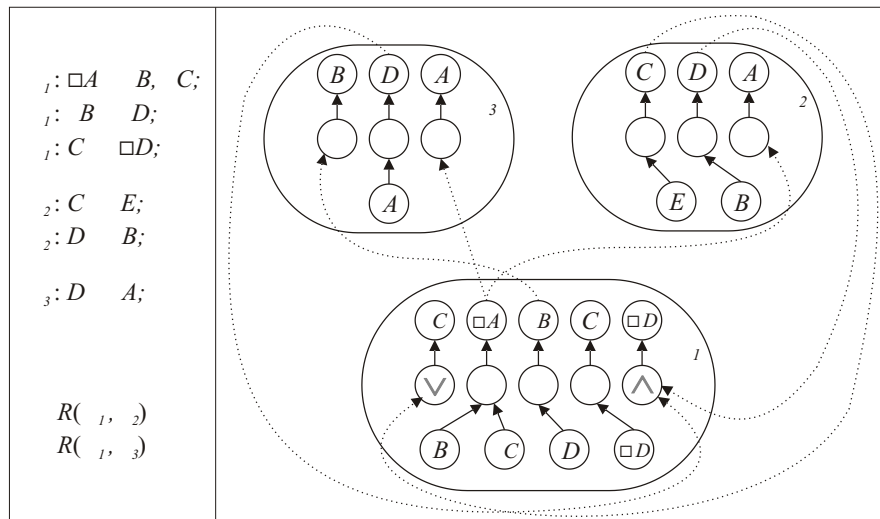 1: □A B, C;
1: B D;
1: C □D;
2: C E;
2: D B;
3: D A;
R( 1, 2)
R( 1, 3)
B D A
3
A
C D A
2
E B
C □A B C □D
1
∨ ∧
B C D □D